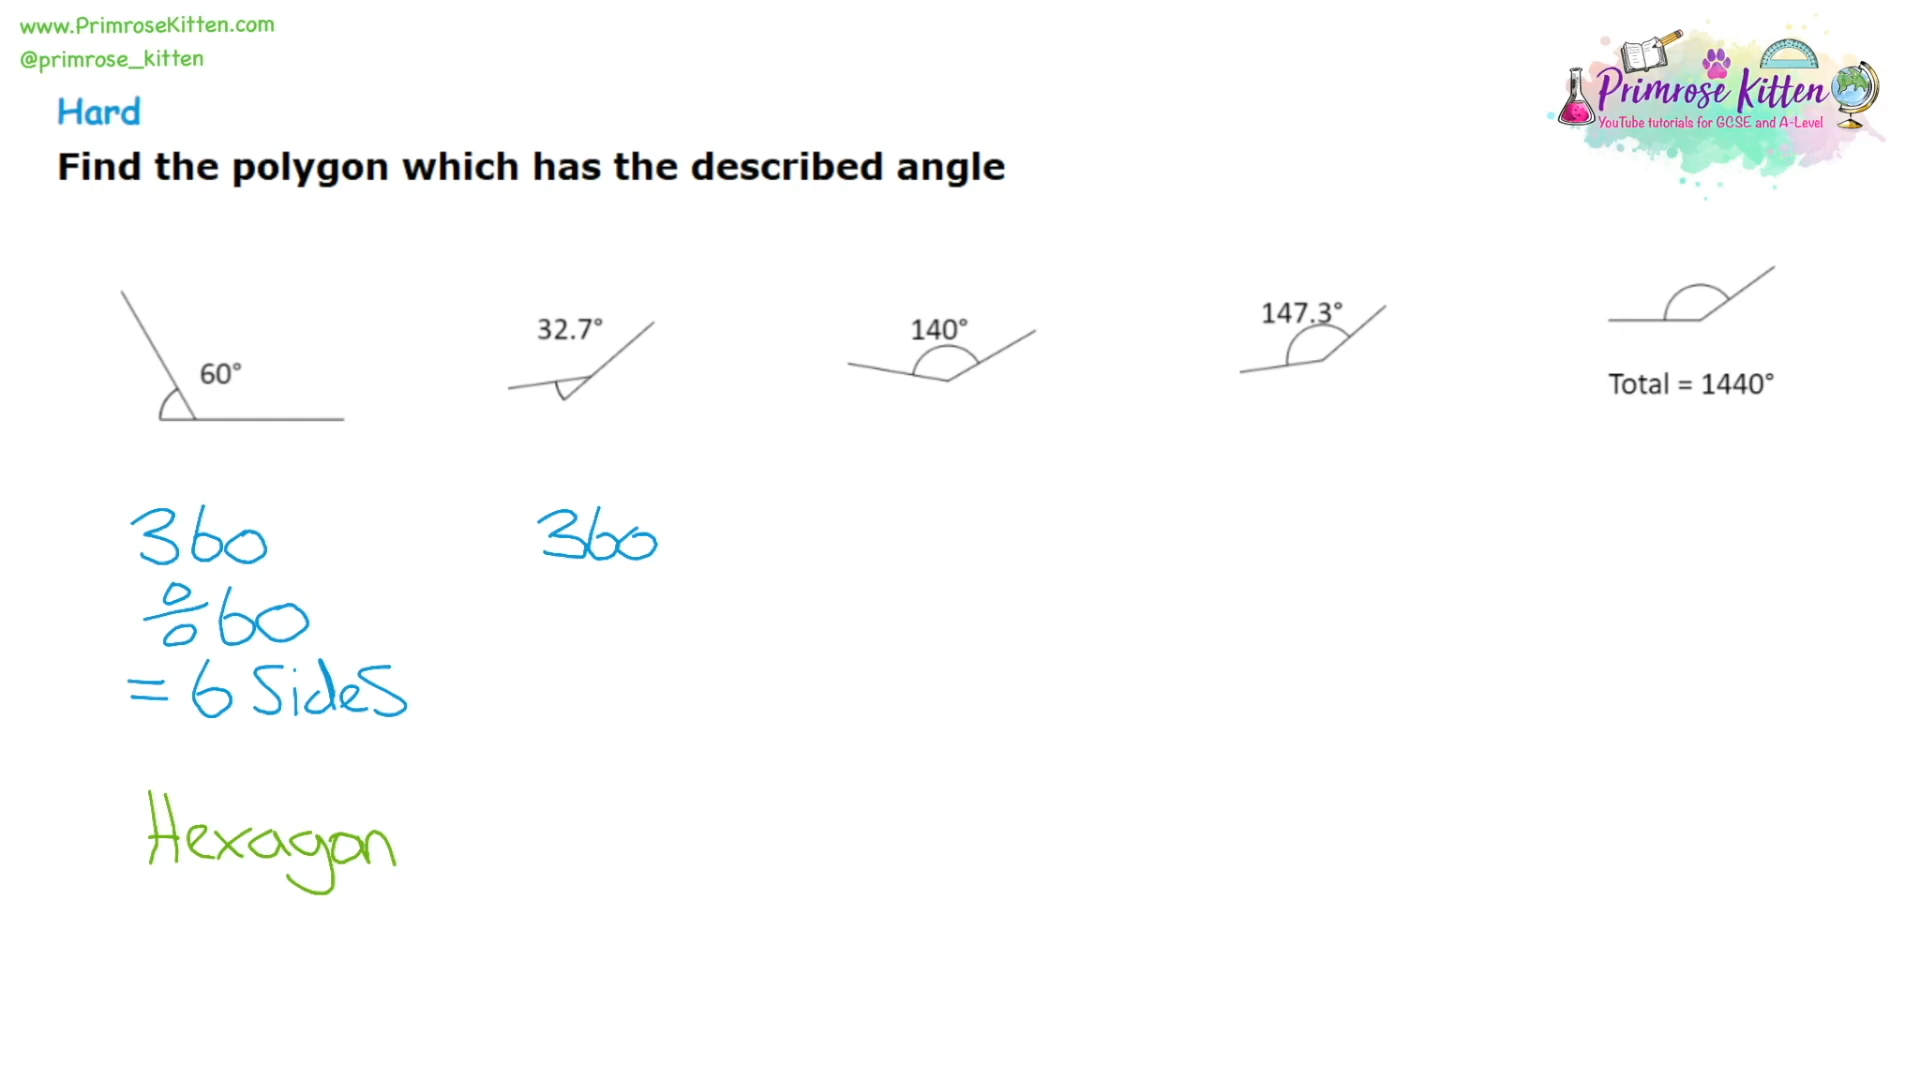 www.PrimroseKitten.com
@primrose_kitten
Primrose Kitten
YouTube tutorials for GCSE and A-Level
Hard
Find the polygon which has the described angle
60°
32.7°
140°
147.3°
Total = 1440°
360
÷60
= 6 Sides
Hexagon
360